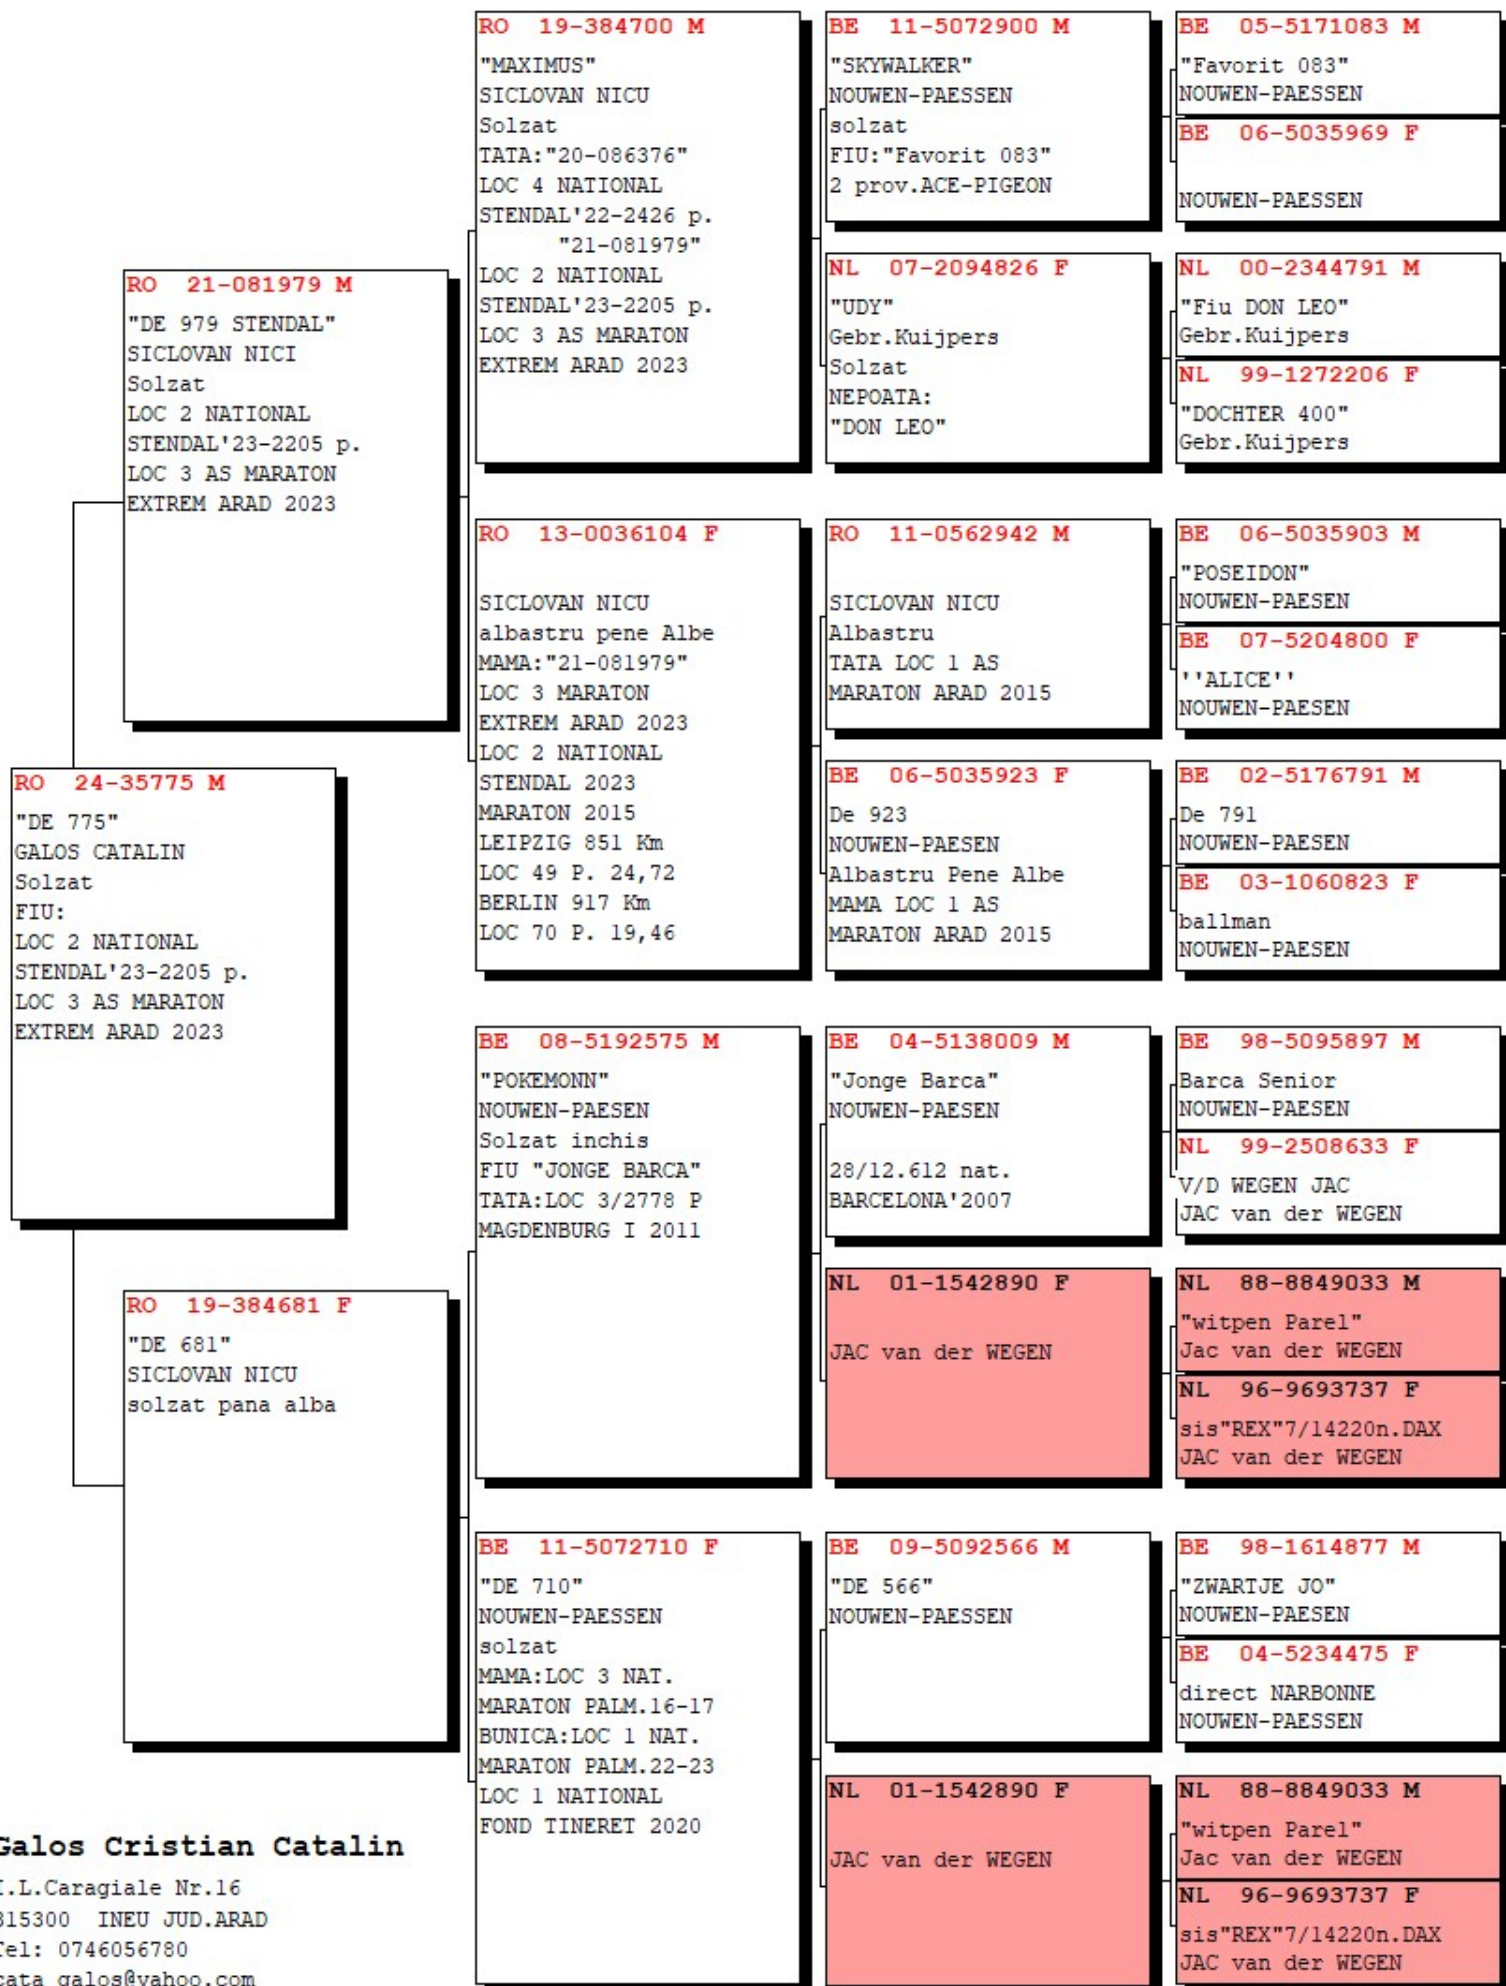 RO 19-384700 M
"MAXIMUS"
SICLOVAN NICU
Solzat
TATA:"20-086376"
LOC 4 NATIONAL
STENDAL'22-2426 p.
"21-081979"
LOC 2 NATIONAL
STENDAL'23-2205 p.
LOC 3 AS MARATON
EXTREM ARAD 2023
BE 11-5072900 M
"SKYWALKER"
NOUWEN-PAESSEN
solzat
FIU:"Favorit 083"
2 prov.ACE-PIGEON
BE 05-5171083 M
"Favorit 083"
NOUWEN-PAESSEN
BE 06-5035969 F
NOUWEN-PAESSEN
NL 07-2094826 F
"UDY"
Gebr.Kuijpers
Solzat
NEPOATA:
"DON LEO"
NL 00-2344791 M
"Fiu DON LEO"
Gebr.Kuijpers
NL 99-1272206 F
"DOCHTER 400"
Gebr.Kuijpers
RO 21-081979 M
"DE 979 STENDAL"
SICLOVAN NICI
Solzat
LOC 2 NATIONAL
STENDAL'23-2205 p.
LOC 3 AS MARATON
EXTREM ARAD 2023
RO 13-0036104 F
SICLOVAN NICU
albastru pene Albe
MAMA:"21-081979"
LOC 3 MARATON
EXTREM ARAD 2023
LOC 2 NATIONAL
STENDAL 2023
MARATON 2015
LEIPZIG 851 Km
LOC 49 P. 24,72
BERLIN 917 Km
LOC 70 P. 19,46
RO 11-0562942 M
SICLOVAN NICU
Albastru
TATA LOC 1 AS
MARATON ARAD 2015
BE 06-5035903 M
"POSEIDON"
NOUWEN-PAESEN
BE 07-5204800 F
''ALICE''
NOUWEN-PAESEN
BE 06-5035923 F
De 923
NOUWEN-PAESEN
Albastru Pene Albe
MAMA LOC 1 AS
MARATON ARAD 2015
BE 02-5176791 M
De 791
NOUWEN-PAESEN
BE 03-1060823 F
ballman
NOUWEN-PAESEN
RO 24-35775 M
"DE 775"
GALOS CATALIN
Solzat
FIU:
LOC 2 NATIONAL
STENDAL'23-2205 p.
LOC 3 AS MARATON
EXTREM ARAD 2023
BE 08-5192575 M
"POKEMONN"
NOUWEN-PAESEN
Solzat inchis
FIU "JONGE BARCA"
TATA:LOC 3/2778 P
MAGDENBURG I 2011
BE 04-5138009 M
"Jonge Barca"
NOUWEN-PAESEN
28/12.612 nat.
BARCELONA'2007
BE 98-5095897 M
Barca Senior
NOUWEN-PAESEN
NL 99-2508633 F
V/D WEGEN JAC
JAC van der WEGEN
NL 01-1542890 F
JAC van der WEGEN
NL 88-8849033 M
"witpen Parel"
Jac van der WEGEN
NL 96-9693737 F
sis"REX"7/14220n.DAX
JAC van der WEGEN
RO 19-384681 F
"DE 681"
SICLOVAN NICU
solzat pana alba
BE 11-5072710 F
"DE 710"
NOUWEN-PAESSEN
solzat
MAMA:LOC 3 NAT.
MARATON PALM.16-17
BUNICA:LOC 1 NAT.
MARATON PALM.22-23
LOC 1 NATIONAL
FOND TINERET 2020
BE 09-5092566 M
"DE 566"
NOUWEN-PAESSEN
BE 98-1614877 M
"ZWARTJE JO"
NOUWEN-PAESEN
BE 04-5234475 F
direct NARBONNE
NOUWEN-PAESSEN
NL 01-1542890 F
JAC van der WEGEN
NL 88-8849033 M
"witpen Parel"
Jac van der WEGEN
NL 96-9693737 F
sis"REX"7/14220n.DAX
JAC van der WEGEN
Galos Cristian Catalin
I.L.Caragiale Nr.16
315300 INEU JUD.ARAD
Tel: 0746056780
cata_galos@yahoo.com